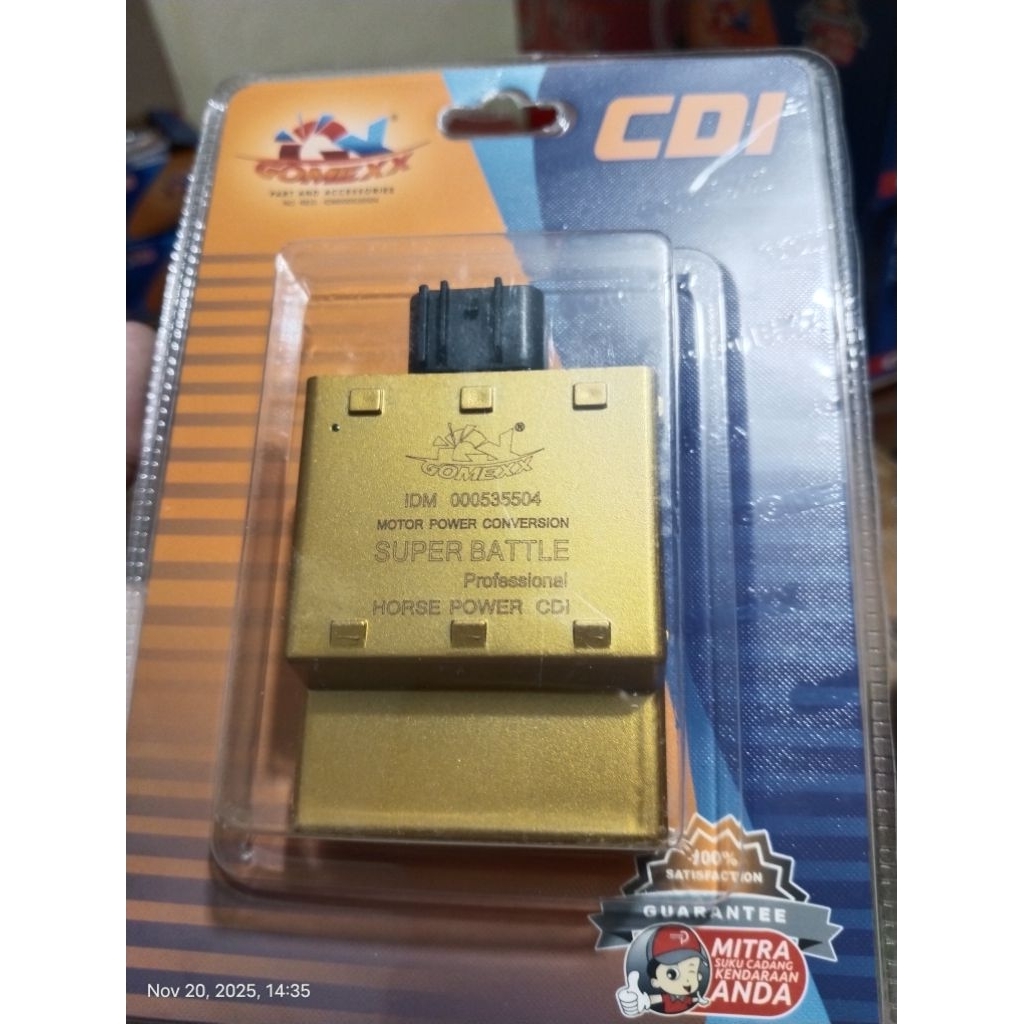 CDI
GOMEXX
PART AND ACCESSORIES
GOMEXX
IDM 000535504
MOTOR POWER CONVERSION
SUPER BATTLE
Professional
HORSE POWER CDI
100%
SATISFACTION
GUARANTEE
MITRA
SUKU CADANG
KENDARAAN
ANDA
Nov 20, 2025, 14:35